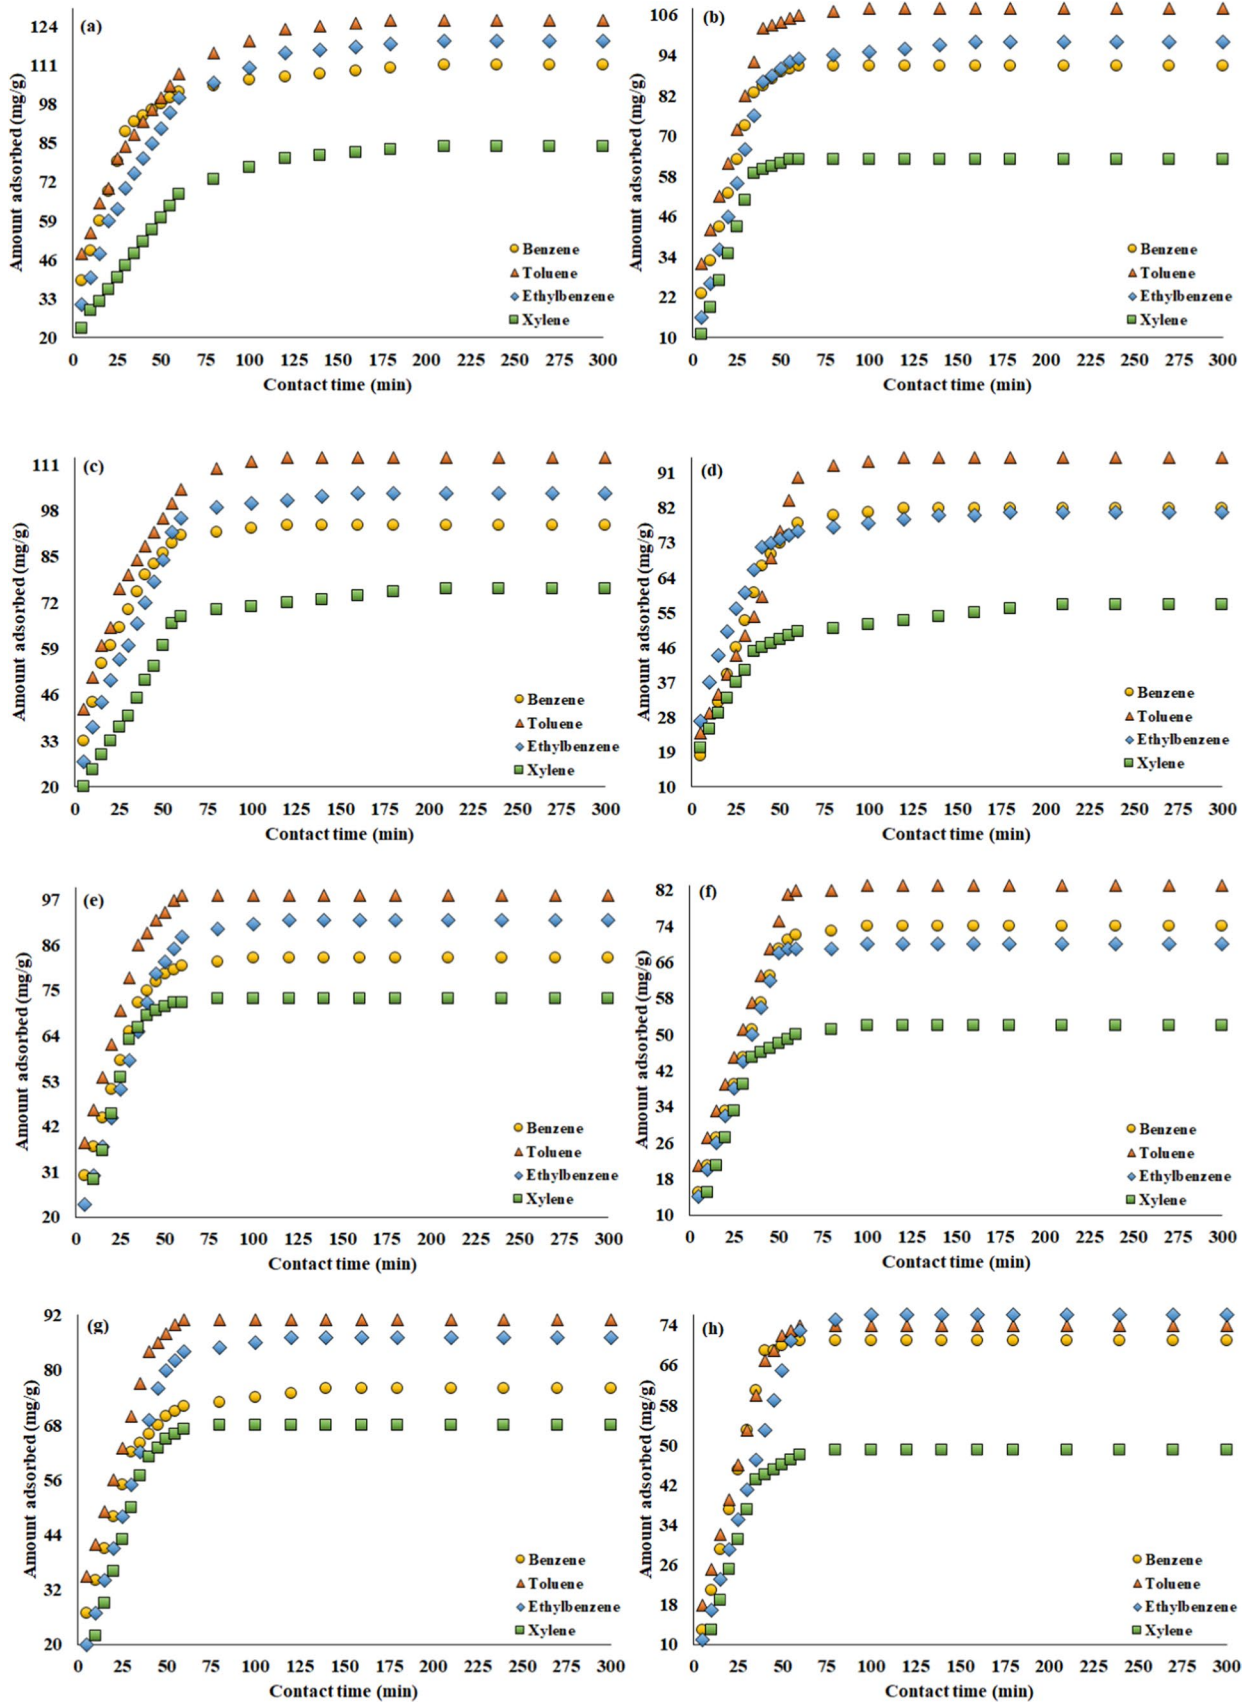 (a)
Amount adsorbed (mg/g)
124
111
98
85
72
59
46
33
20
Benzene
Toluene
Ethylbenzene
Xylene
0 25 50 75 100 125 150 175 200 225 250 275 300
Contact time (min)
(b)
Amount adsorbed (mg/g)
106
94
82
70
58
46
34
22
10
Benzene
Toluene
Ethylbenzene
Xylene
0 25 50 75 100 125 150 175 200 225 250 275 300
Contact time (min)
(c)
Amount adsorbed (mg/g)
111
98
85
72
59
46
33
20
Benzene
Toluene
Ethylbenzene
Xylene
0 25 50 75 100 125 150 175 200 225 250 275 300
Contact time (min)
(d)
Amount adsorbed (mg/g)
91
82
73
64
55
46
37
28
19
10
Benzene
Toluene
Ethylbenzene
Xylene
0 25 50 75 100 125 150 175 200 225 250 275 300
Contact time (min)
(e)
Amount adsorbed (mg/g)
97
86
75
64
53
42
31
20
Benzene
Toluene
Ethylbenzene
Xylene
0 25 50 75 100 125 150 175 200 225 250 275 300
Contact time (min)
(f)
Amount adsorbed (mg/g)
82
74
66
58
50
42
34
26
18
10
Benzene
Toluene
Ethylbenzene
Xylene
0 25 50 75 100 125 150 175 200 225 250 275 300
Contact time (min)
(g)
Amount adsorbed (mg/g)
92
80
68
56
44
32
20
Benzene
Toluene
Ethylbenzene
Xylene
0 25 50 75 100 125 150 175 200 225 250 275 300
Contact time (min)
(h)
Amount adsorbed (mg/g)
74
66
58
50
42
34
26
18
10
Benzene
Toluene
Ethylbenzene
Xylene
0 25 50 75 100 125 150 175 200 225 250 275 300
Contact time (min)